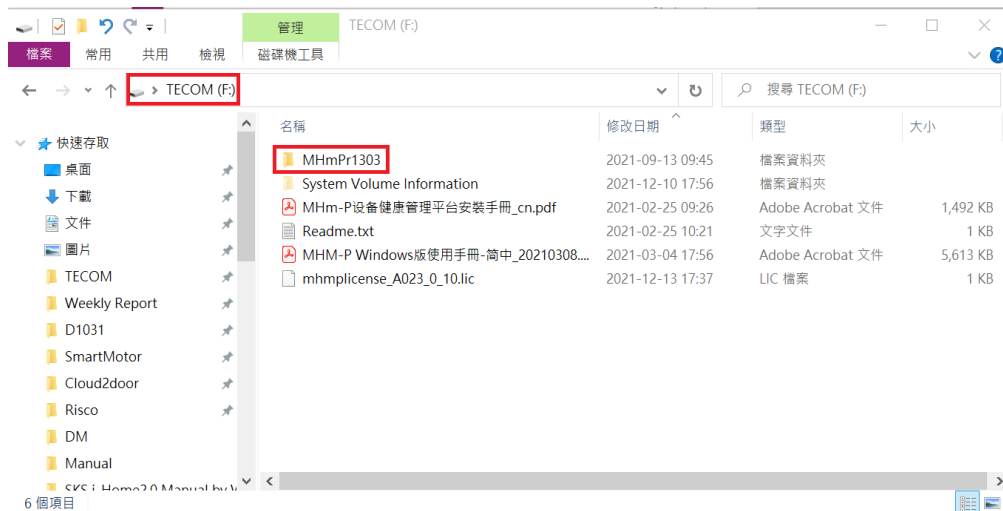 管理 TECOM (F:)
檔案 常用 共用 檢視 磁碟機工具
TECOM (F:) 搜尋 TECOM (F:)
名稱 修改日期 類型 大小
快速存取
桌面
下載
文件
圖片
TECOM
Weekly Report
D1031
SmartMotor
Cloud2door
Risco
DM
Manual
MHmPr1303 2021-09-13 09:45 檔案資料夾
System Volume Information 2021-12-10 17:56 檔案資料夾
MHm-P设备健康管理平台安裝手冊_cn.pdf 2021-02-25 09:26 Adobe Acrobat 文件 1,492 KB
Readme.txt 2021-02-25 10:21 文字文件 1 KB
MHM-P Windows版使用手冊-简中_20210308.... 2021-03-04 17:56 Adobe Acrobat 文件 5,613 KB
mhmplicense_A023_0_10.lic 2021-12-13 17:37 LIC 檔案 1 KB
6 個項目